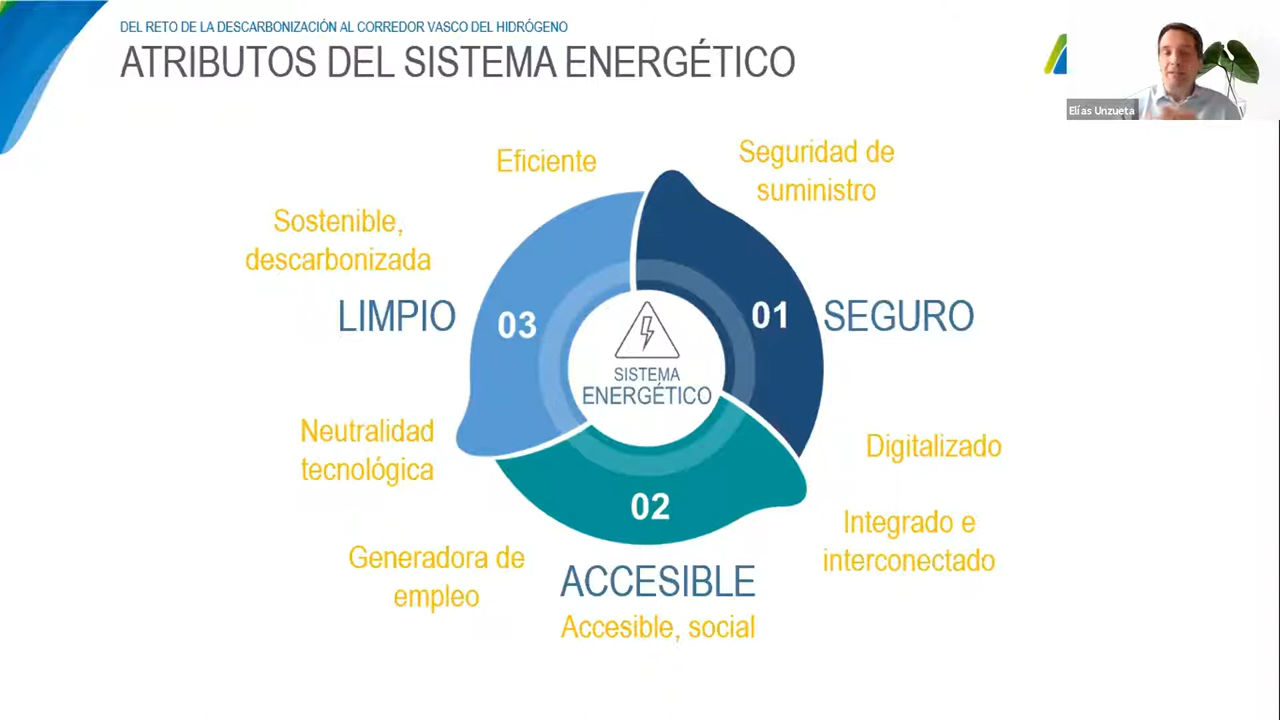 DEL RETO DE LA DESCARBONIZACIÓN AL CORREDOR VASCO DEL HIDRÓGENO
ATRIBUTOS DEL SISTEMA ENERGÉTICO
Elías Unzueta
Eficiente
Seguridad de
suministro
Sostenible,
descarbonizada
LIMPIO
03
01
SEGURO
SISTEMA
ENERGÉTICO
Neutralidad
tecnológica
Digitalizado
02
Integrado e
interconectado
Generadora de
empleo
ACCESIBLE
Accesible, social